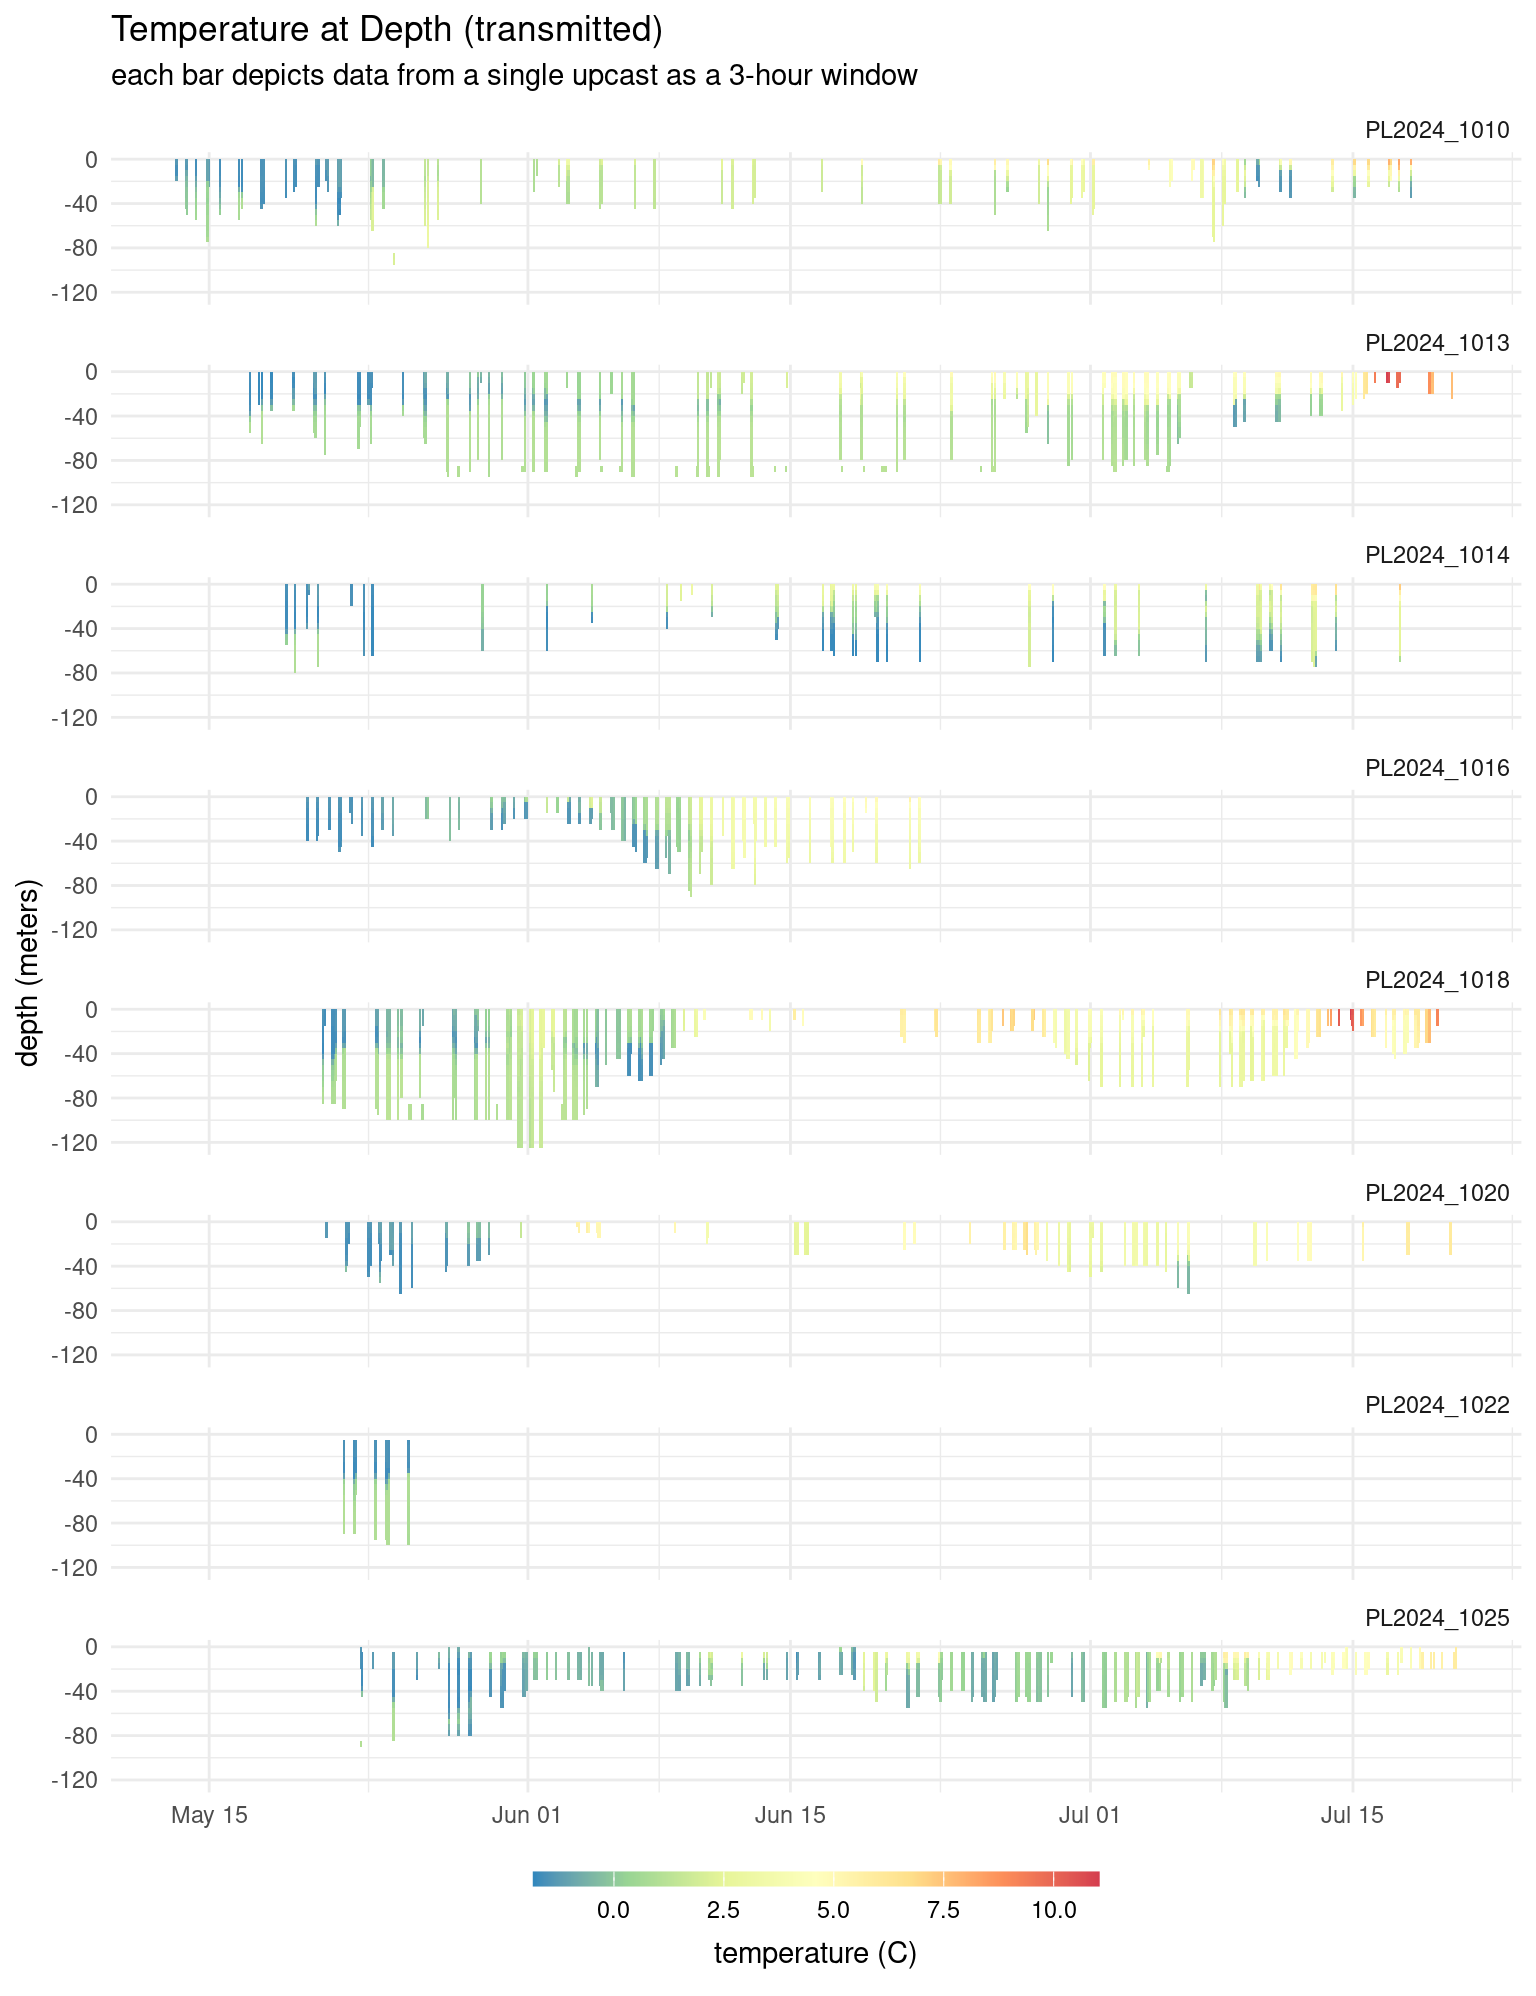 Temperature at Depth (transmitted)
each bar depicts data from a single upcast as a 3-hour window
PL2024_1010
0
-40
-80
-120
PL2024_1013
0
-40
-80
-120
PL2024_1014
0
-40
-80
-120
PL2024_1016
0
-40
-80
-120
depth (meters)
PL2024_1018
0
-40
-80
-120
PL2024_1020
0
-40
-80
-120
PL2024_1022
0
-40
-80
-120
PL2024_1025
0
-40
-80
-120
May 15 Jun 01 Jun 15 Jul 01 Jul 15
0.0 2.5 5.0 7.5 10.0
temperature (C)